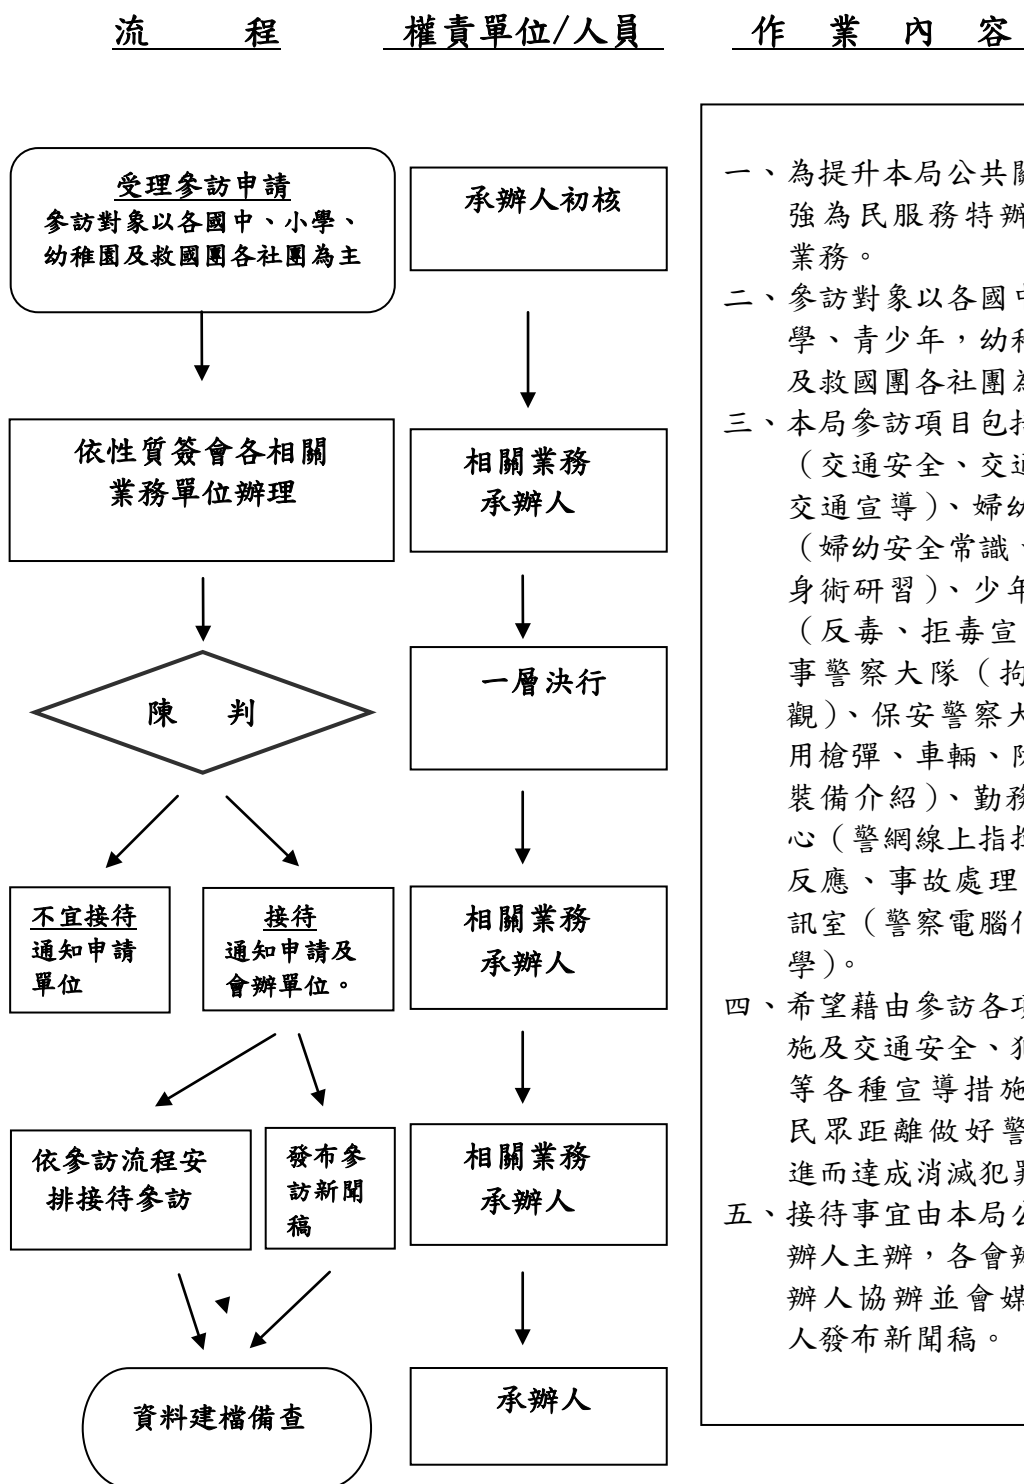 流 程
權責單位/人員
作 業 內 容
受理參訪申請
參訪對象以各國中、小學、
幼稚園及救國團各社團為主
承辦人初核
依性質簽會各相關
業務單位辦理
相關業務
承辦人
陳 判
一層決行
不宜接待
通知申請
單位
接待
通知申請及
會辦單位。
相關業務
承辦人
依參訪流程安
排接待參訪
發布參
訪新聞
稿
相關業務
承辦人
資料建檔備查
承辦人
一、為提升本局公共
強為民服務特辦
業務。
二、參訪對象以各國
學、青少年，幼
及救國團各社團
三、本局參訪項目包
（交通安全、交
交通宣導）、婦幼
（婦幼安全常識、
身術研習）、少年
（反毒、拒毒宣
事警察大隊（拘
觀）、保安警察
用槍彈、車輛、
裝備介紹）、勤
心（警網線上指
反應、事故處理
訊室（警察電腦
學）。
四、希望藉由參訪各
施及交通安全、
等各種宣導措施
民眾距離做好警
進而達成消滅犯
五、接待事宜由本局
辦人主辦，各會
辦人協辦並會媒
人發布新聞稿。